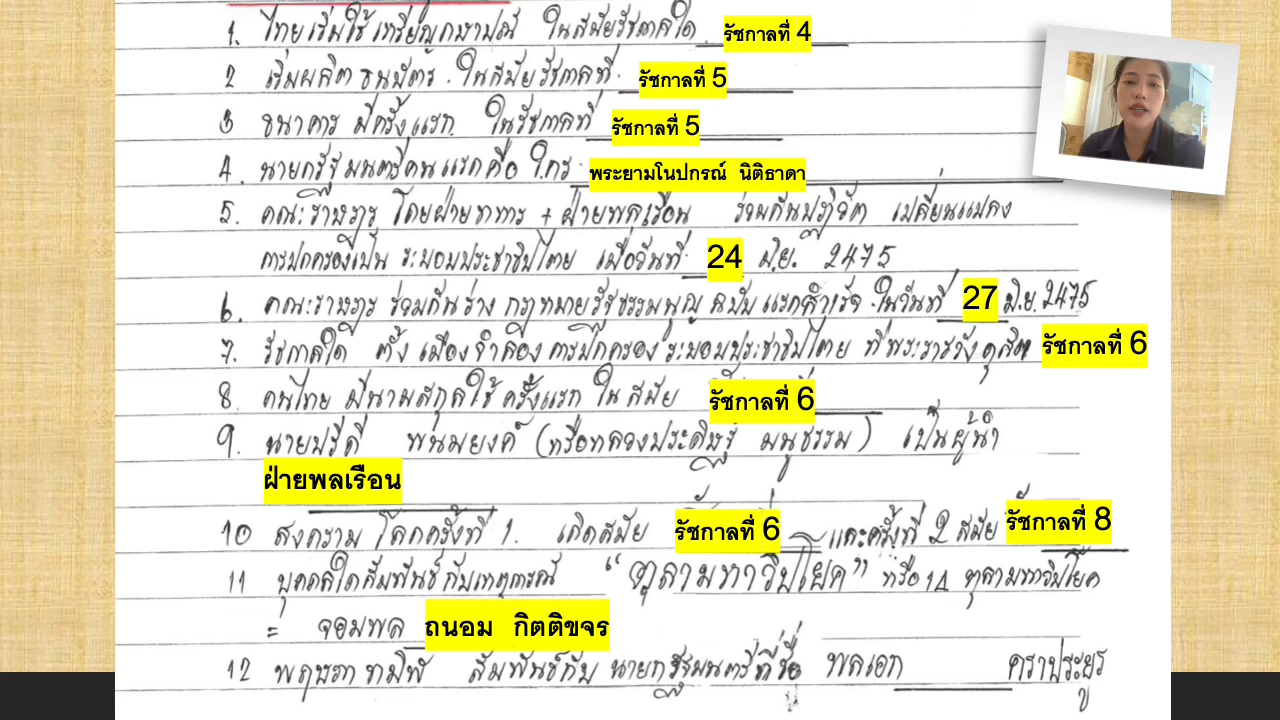 1. ไทยเริ่มใช้เหรียญกษาปณ์ ในสมัยรัชกาลใด รัชกาลที่ 4
2 เริ่มผลิตธนบัตร. ในสมัยรัชกาลที่ รัชกาลที่ 5
3 ธนาคาร มีครั้งแรก. ในรัชกาลที่ รัชกาลที่ 5
4. นายกรัฐมนตรีคนแรกคือ ใคร พระยามโนปกรณ์ นิติธาดา
5. คณะราษฎร โดยฝ่ายทหาร + ฝ่ายพลเรือน ร่วมกันปฏิวัติ เปลี่ยนแปลง
การปกครองเป็น ระบอบประชาธิปไตย เมื่อวันที่ 24 มิ.ย. 2475
6. คณะราษฎร ร่วมกันร่าง กฎหมายรัฐธรรมนูญ ฉบับแรกสำเร็จ ในวันที่ 27 มิ.ย. 2475
7. รัชกาลใด ตั้งเมืองจำลองการปกครองระบอบประชาธิปไตย ที่พระราชวังดุสิต รัชกาลที่ 6
8. คนไทย มีนามสกุลใช้ครั้งแรก ในสมัย รัชกาลที่ 6
9. นายปรีดี พนมยงค์ (หรือหลวงประดิษฐ์ มนูธรรม) เป็นผู้นำ
ฝ่ายพลเรือน
10 สงครามโลกครั้งที่ 1. เกิดสมัย รัชกาลที่ 6 และครั้งที่ 2 สมัย รัชกาลที่ 8
11 บุคคลใดสัมพันธ์กับเหตุการณ์ "ตุลามหาวิปโยค" หรือ 14 ตุลามหาวิปโยค
= จอมพล ถนอม กิตติขจร
12 พฤษภาทมิฬ สัมพันธ์กับ นายกรัฐมนตรีที่ชื่อ พลเอก คราประยูร